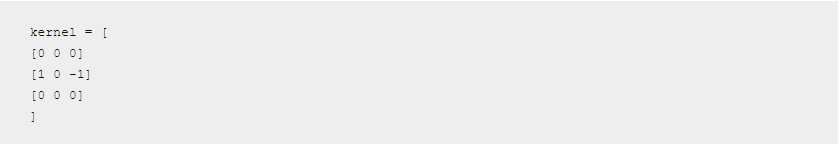 kernel = [
[0 0 0]
[1 0 -1]
[0 0 0]
]